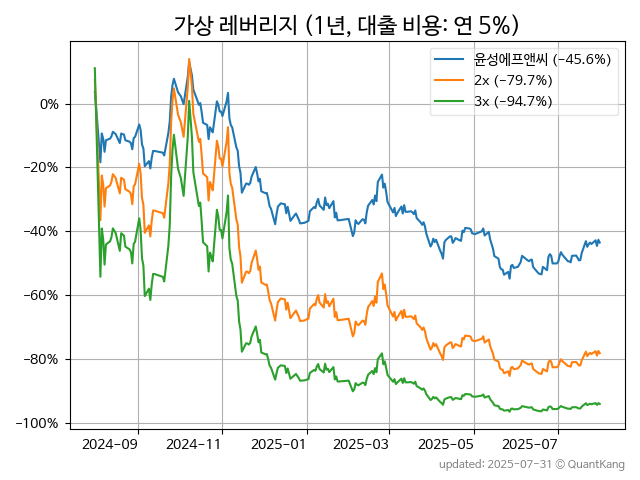 가상 레버리지 (1년, 대출 비용: 연 5%)
윤성에프앤씨 (−45.6%)
2x (−79.7%)
3x (−94.7%)
0%
−20%
−40%
−60%
−80%
−100%
2024-09 2024-11 2025-01 2025-03 2025-05 2025-07
updated: 2025-07-31 © QuantKang